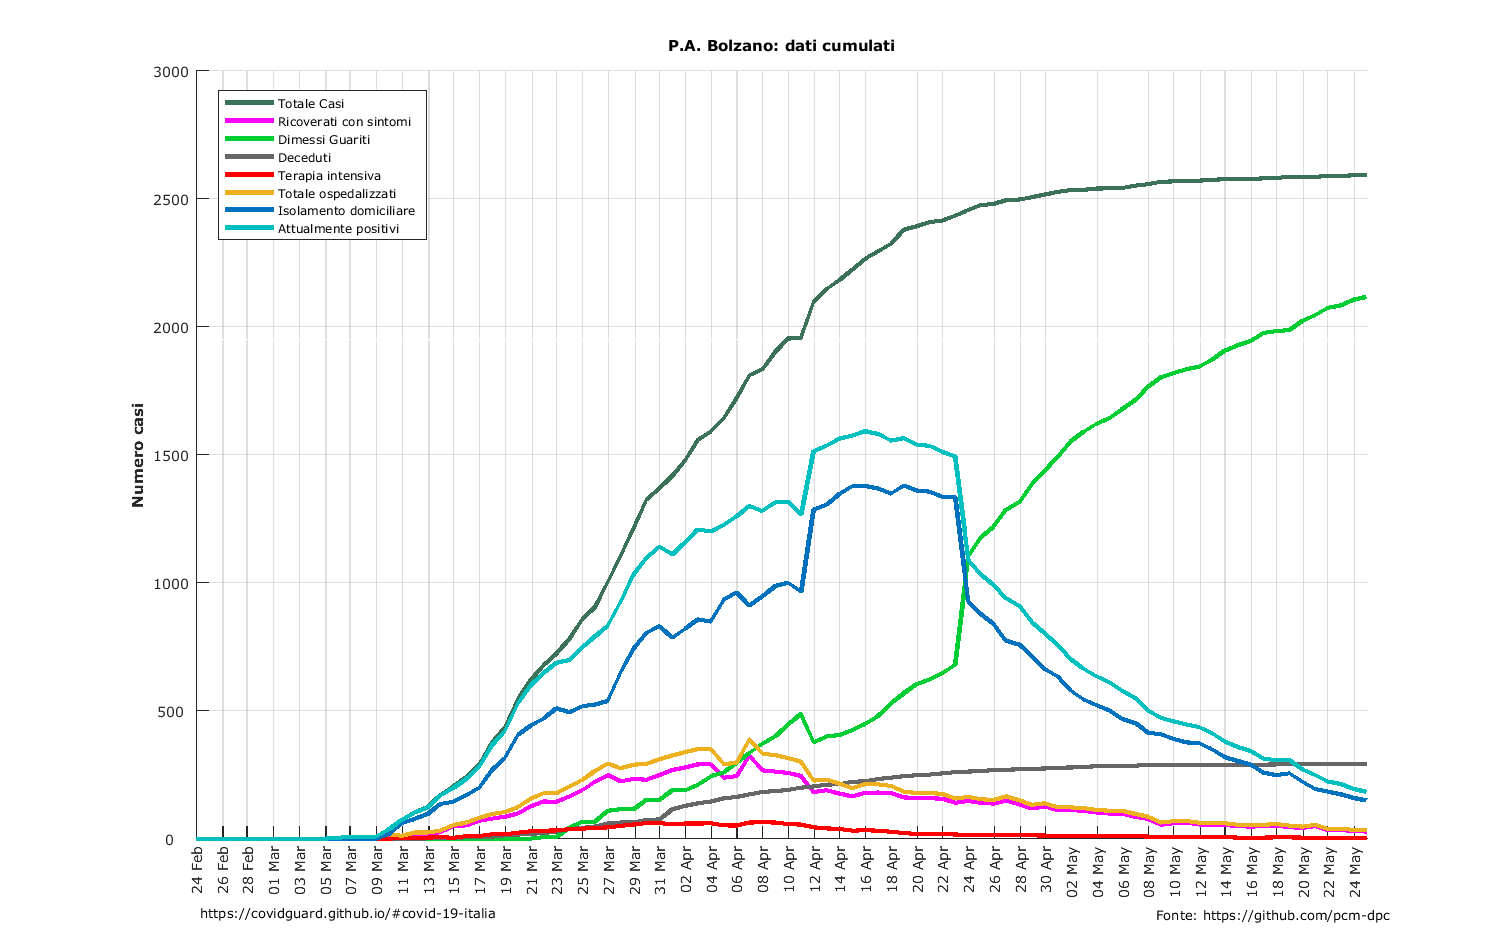 P.A. Bolzano: dati cumulati
3000
2500
2000
1500
1000
500
0
Numero casi
Totale Casi
Ricoverati con sintomi
Dimessi Guariti
Deceduti
Terapia intensiva
Totale ospedalizzati
Isolamento domiciliare
Attualmente positivi
24 Feb
26 Feb
28 Feb
01 Mar
03 Mar
05 Mar
07 Mar
09 Mar
11 Mar
13 Mar
15 Mar
17 Mar
19 Mar
21 Mar
23 Mar
25 Mar
27 Mar
29 Mar
31 Mar
02 Apr
04 Apr
06 Apr
08 Apr
10 Apr
12 Apr
14 Apr
16 Apr
18 Apr
20 Apr
22 Apr
24 Apr
26 Apr
28 Apr
30 Apr
02 May
04 May
06 May
08 May
10 May
12 May
14 May
16 May
18 May
20 May
22 May
24 May
https://covidguard.github.io/#covid-19-italia
Fonte: https://github.com/pcm-dpc